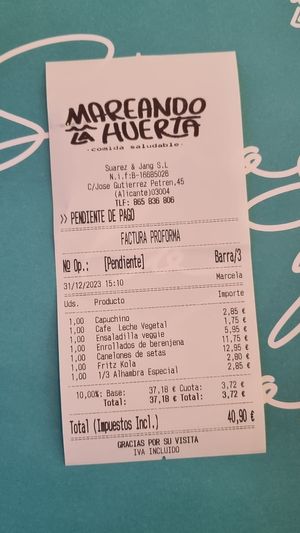 MAREANDO
LA HUERTA
·comida saludable·
Suarez & Jang S.L
N.i.f:B-16685026
C/Jose Gutierrez Petren,45
(Alicante)03004
TLF: 865 836 806
>> PENDIENTE DE PAGO
FACTURA PROFORMA
Nº Op.: [Pendiente] Barra/3
31/12/2023 15:10 Marcela
Uds. Producto Importe
1,00 Capuchino 2,85 €
1,00 Cafe Leche Vegetal 1,75 €
1,00 Ensaladilla veggie 5,95 €
1,00 Enrollados de berenjena 11,75 €
1,00 Canelones de setas 12,95 €
1,00 Fritz Kola 2,80 €
1,00 1/3 Alhambra Especial 2,85 €
10,00%: Base: 37,18 € Cuota: 3,72 €
Total: 37,18 € Total: 3,72 €
Total (Impuestos Incl.) 40,90 €
GRACIAS POR SU VISITA
IVA INCLUIDO